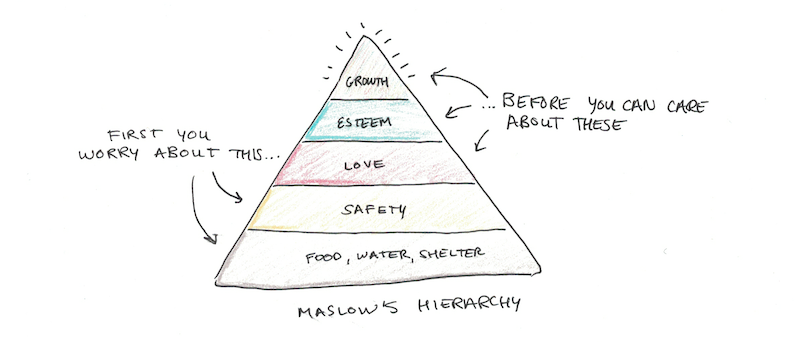 GROWTH
ESTEEM
LOVE
SAFETY
FOOD, WATER, SHELTER
FIRST YOU
WORRY ABOUT THIS...
...BEFORE YOU CAN CARE
ABOUT THESE
MASLOW'S HIERARCHY